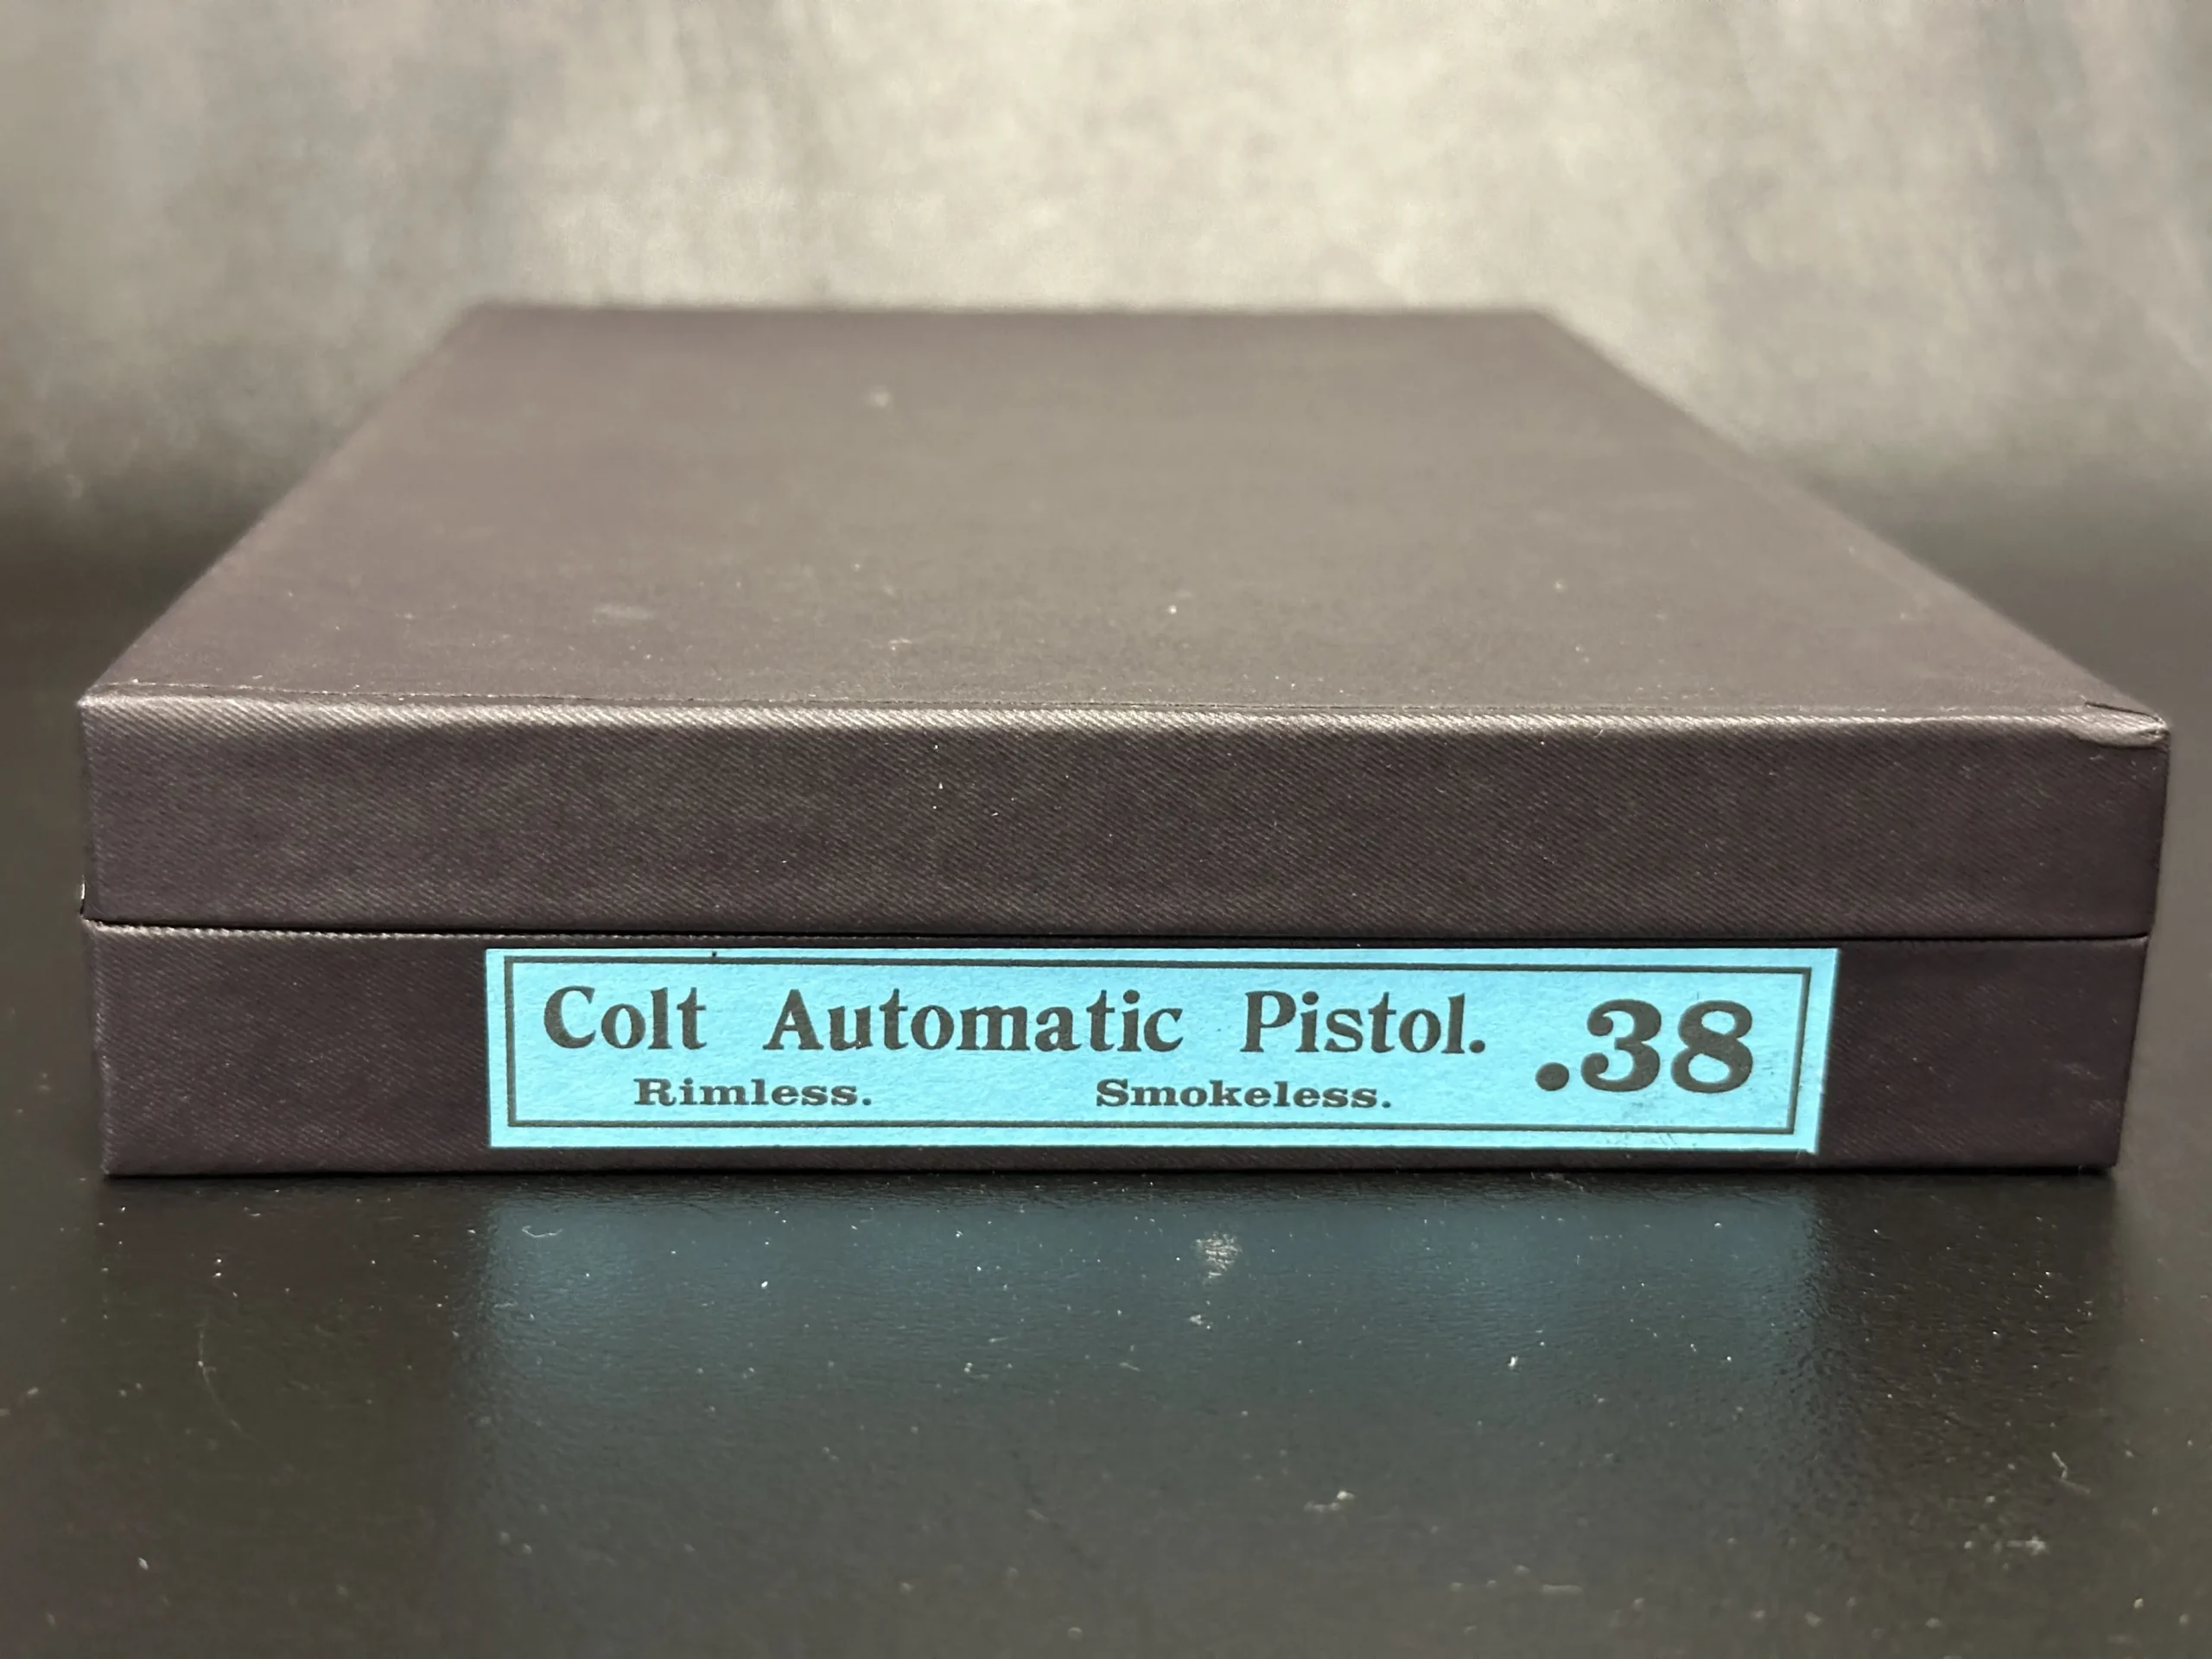 Colt Automatic Pistol. .38
Rimless. Smokeless.